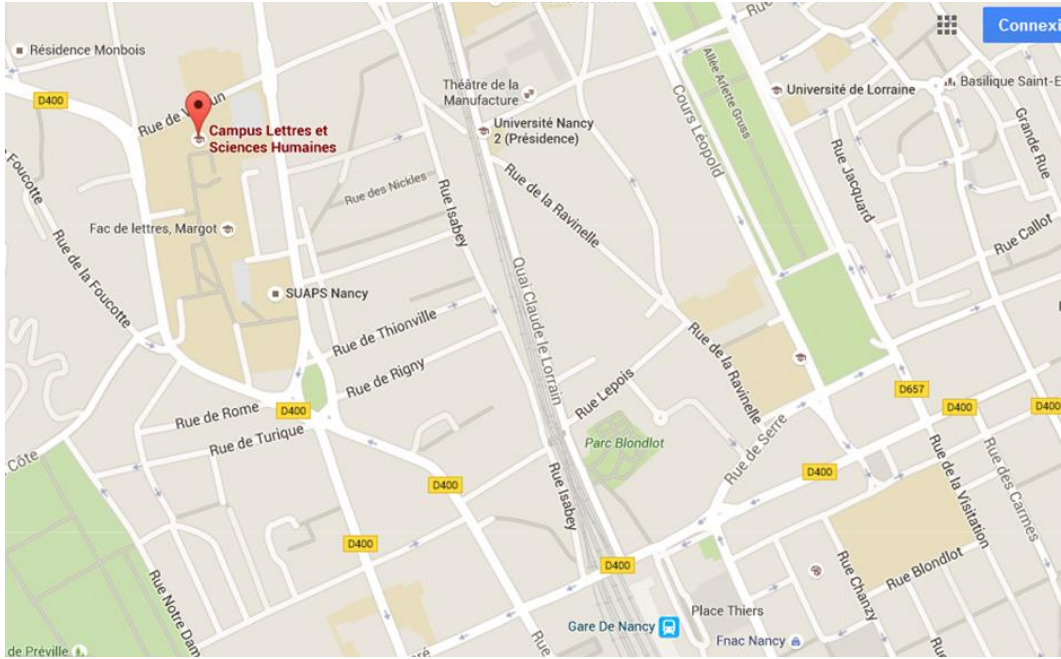 Rue
Connexi
Résidence Monbois
Théâtre de la
Manufacture
Allée Arlette Gruss
Université de Lorraine
Basilique Saint-E
D400
Rue de V un
Campus Lettres et
Sciences Humaines
Université Nancy
2 (Présidence)
Cours Léopold
Grande Rue
Foucotte
Rue des Nickles
Rue Isabey
Rue de la Ravinelle
Rue Jacquard
Fac de lettres, Margot
Rue Callot
Rue de la Foucotte
SUAPS Nancy
Quai Claude le Lorrain
Rue de Thionville
Rue de la Ravinelle
Rue de Rigny
Rue Lepois
D657
Rue de Rome
D400
D400
D400
Rue de Turique
Parc Blondlot
Rue de Serre
Côte
D400
D400
Rue Isabey
Rue de la Visitation
Rue des Carmes
D400
D400
Rue Blondlot
Rue Chanzy
Rue Notre Dam
Place Thiers
Gare De Nancy
Fnac Nancy
Rue
de Préville